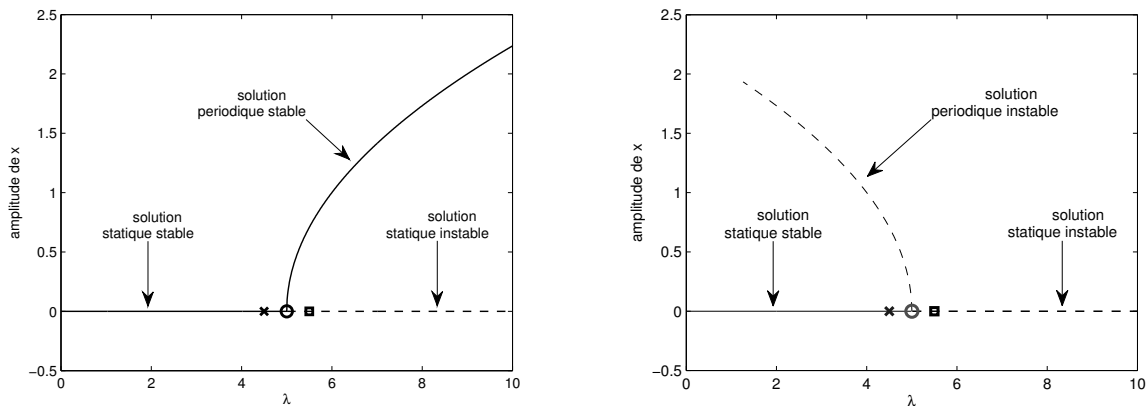 2.5
2
1.5
1
0.5
0
−0.5
amplitude de x
solution
periodique stable
solution
statique stable
solution
statique instable
0
2
4
6
8
10
λ
2.5
2
1.5
1
0.5
0
−0.5
amplitude de x
solution
periodique instable
solution
statique stable
solution
statique instable
0
2
4
6
8
10
λ